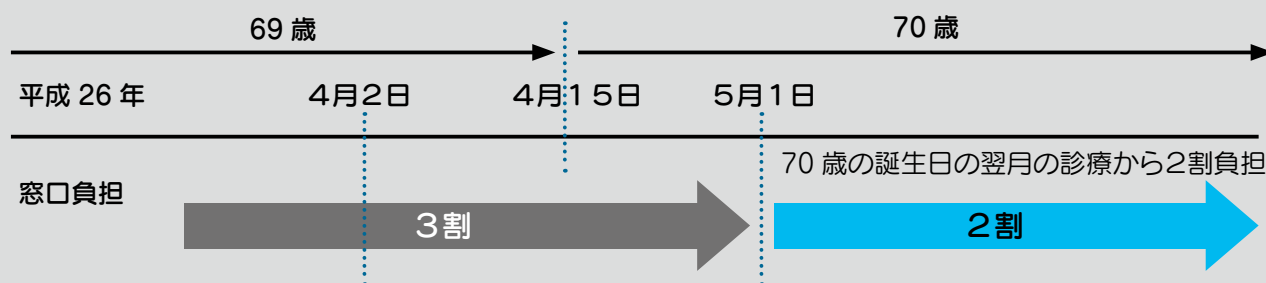 69 歳
70 歳
平成 26 年
４月２日
４月１５日
５月１日
70 歳の誕生日の翌月の診療から２割負担
窓口負担
３割
２割